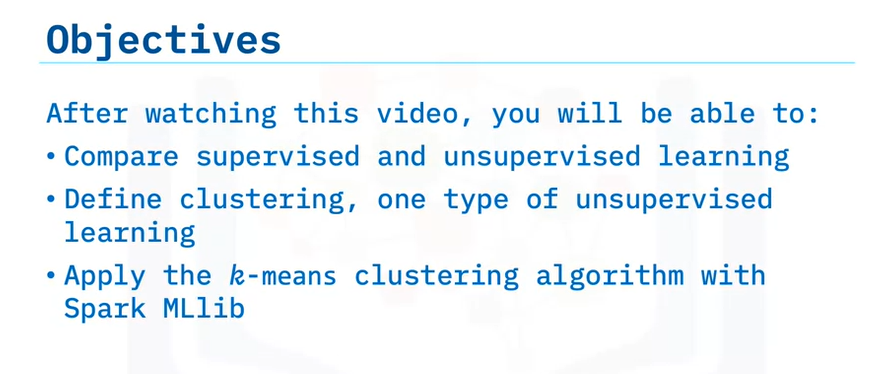 Objectives
After watching this video, you will be able to:
• Compare supervised and unsupervised learning
• Define clustering, one type of unsupervised
learning
• Apply the k-means clustering algorithm with
Spark MLlib